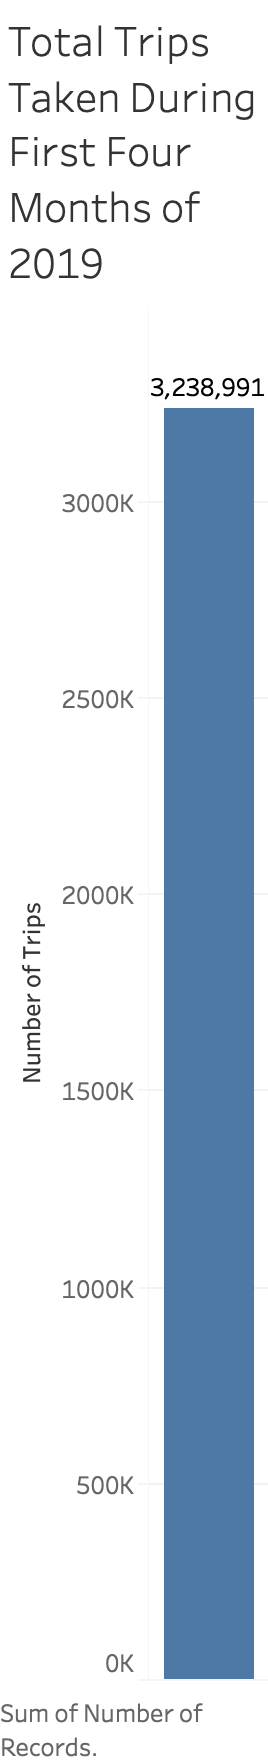 Total Trips
Taken During
First Four
Months of
2019
3,238,991
3000K
2500K
2000K
1500K
1000K
500K
0K
Number of Trips
Sum of Number of
Records.